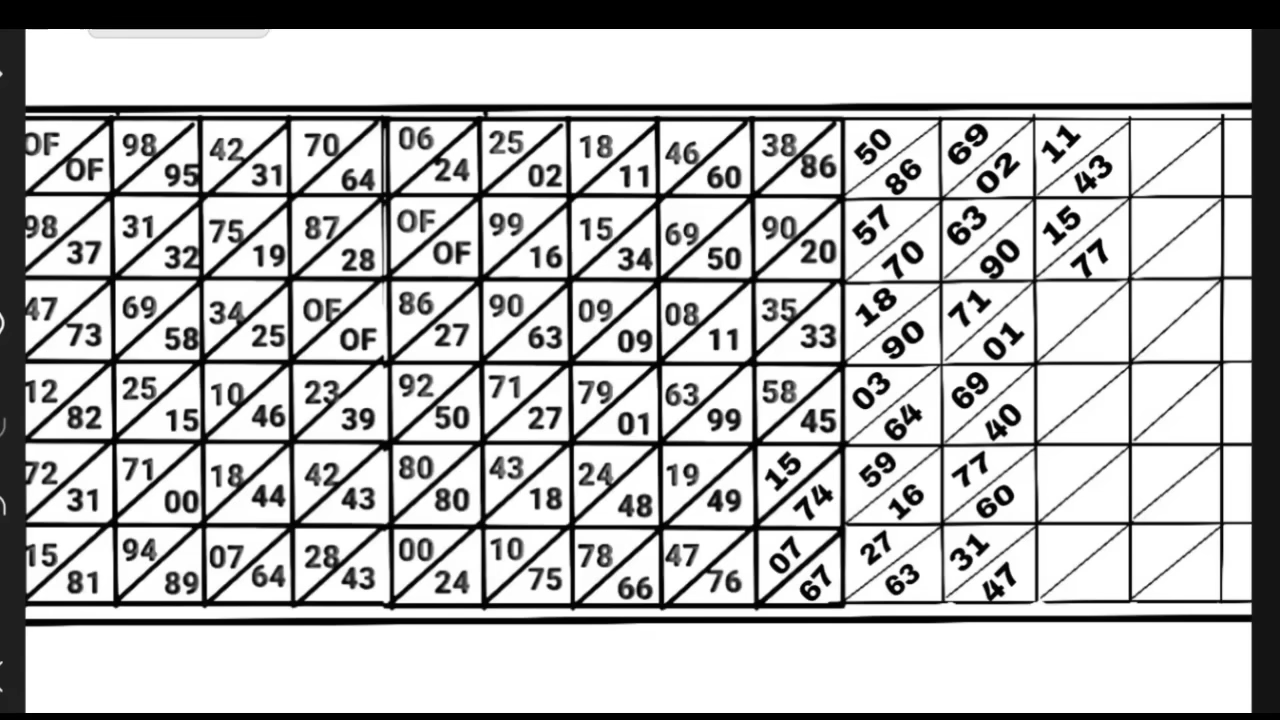 OF OF 98 95 42 31 70 64 06 24 25 02 18 11 46 60 38 86 50 86 69 02 11 43
98 37 31 32 75 19 87 28 OF OF 99 16 15 34 69 50 90 20 57 70 63 90 15 77
47 73 69 58 34 25 OF OF 86 27 90 63 09 09 08 11 35 33 18 90 71 01
12 82 25 15 10 46 23 39 92 50 71 27 79 01 63 99 58 45 03 64 69 40
72 31 71 00 18 44 42 43 80 80 43 18 24 48 19 49 15 74 59 16 77 60
15 81 94 89 07 64 28 43 00 24 10 75 78 66 47 76 07 67 27 63 31 47